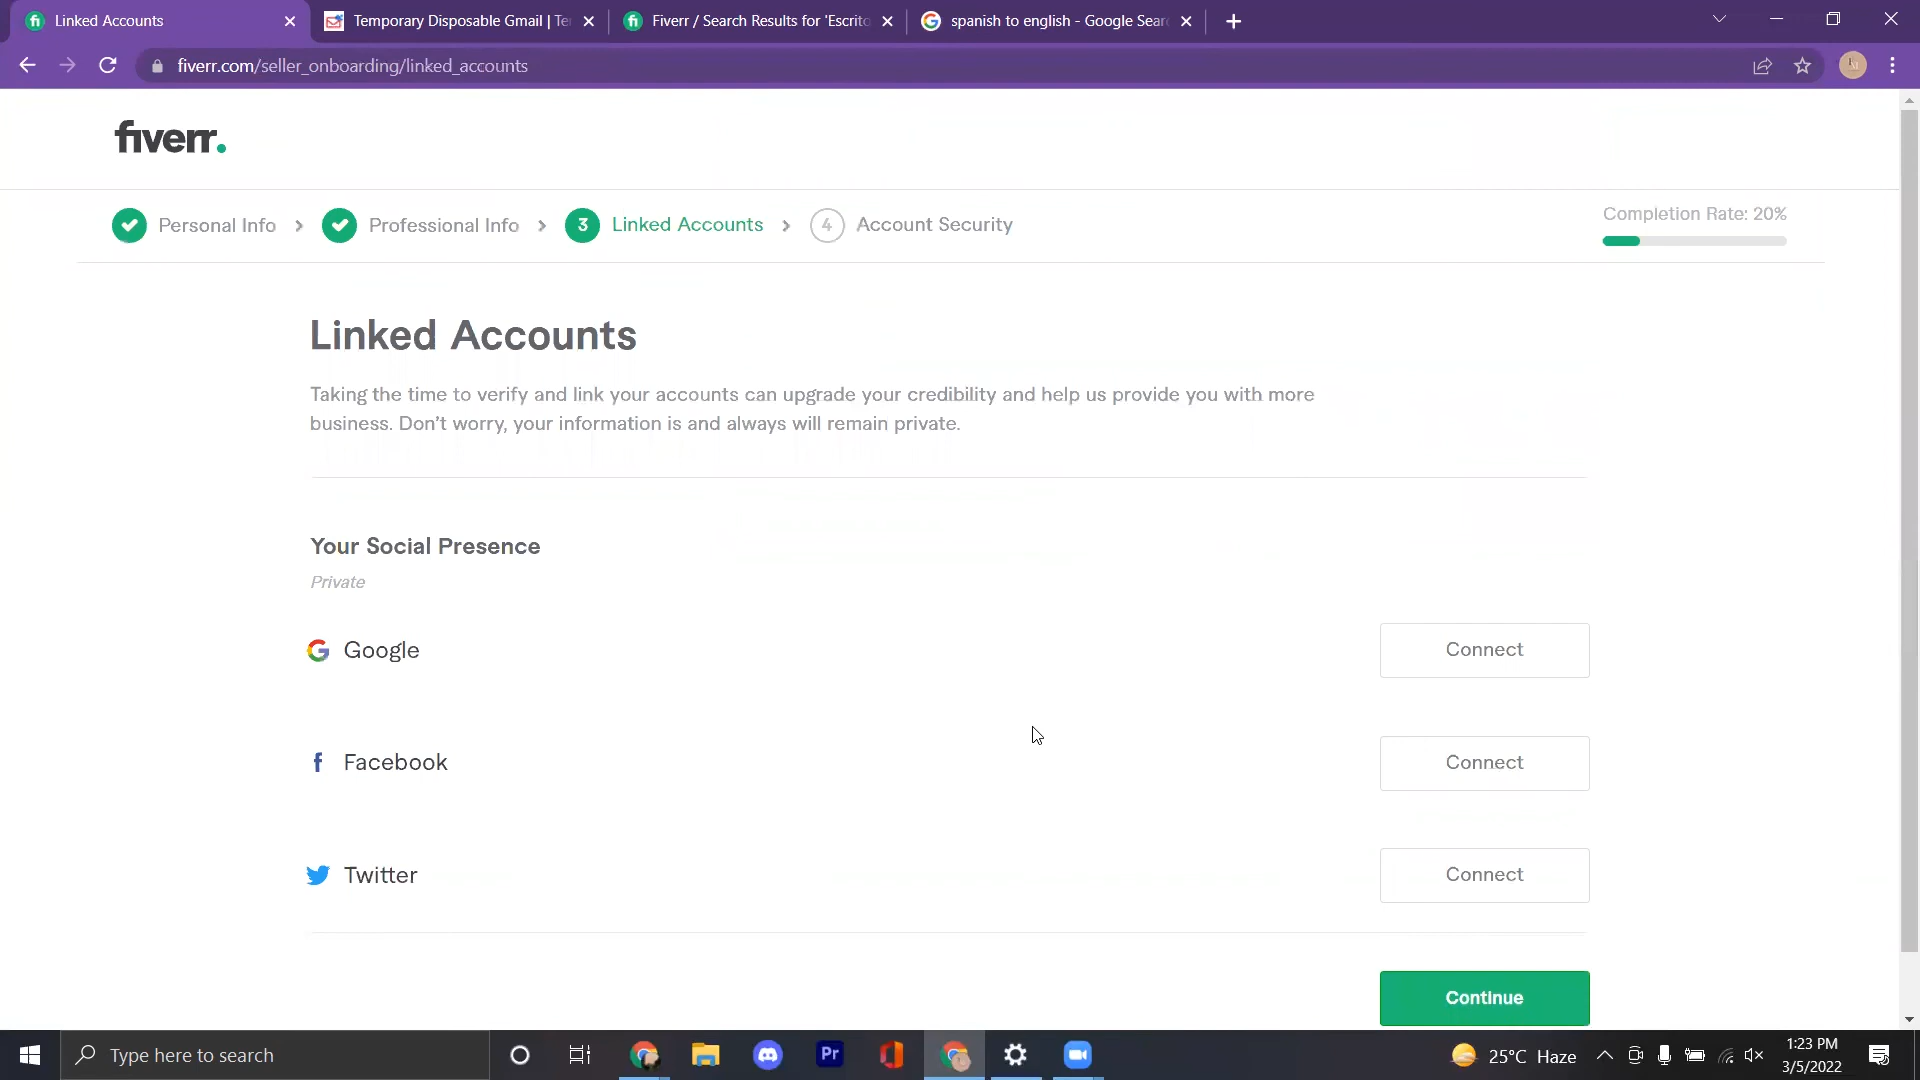 Linked Accounts
Temporary Disposable Gmail | Te
Fiverr / Search Results for 'Escrito
spanish to english - Google Sear
fiverr.com/seller_onboarding/linked_accounts
fiverr.
Personal Info
Professional Info
3 Linked Accounts
4 Account Security
Completion Rate: 20%
Linked Accounts
Taking the time to verify and link your accounts can upgrade your credibility and help us provide you with more
business. Don't worry, your information is and always will remain private.
Your Social Presence
Private
Google
Connect
Facebook
Connect
Twitter
Connect
Continue
Type here to search
Pr
25°C Haze
1:23 PM
3/5/2022